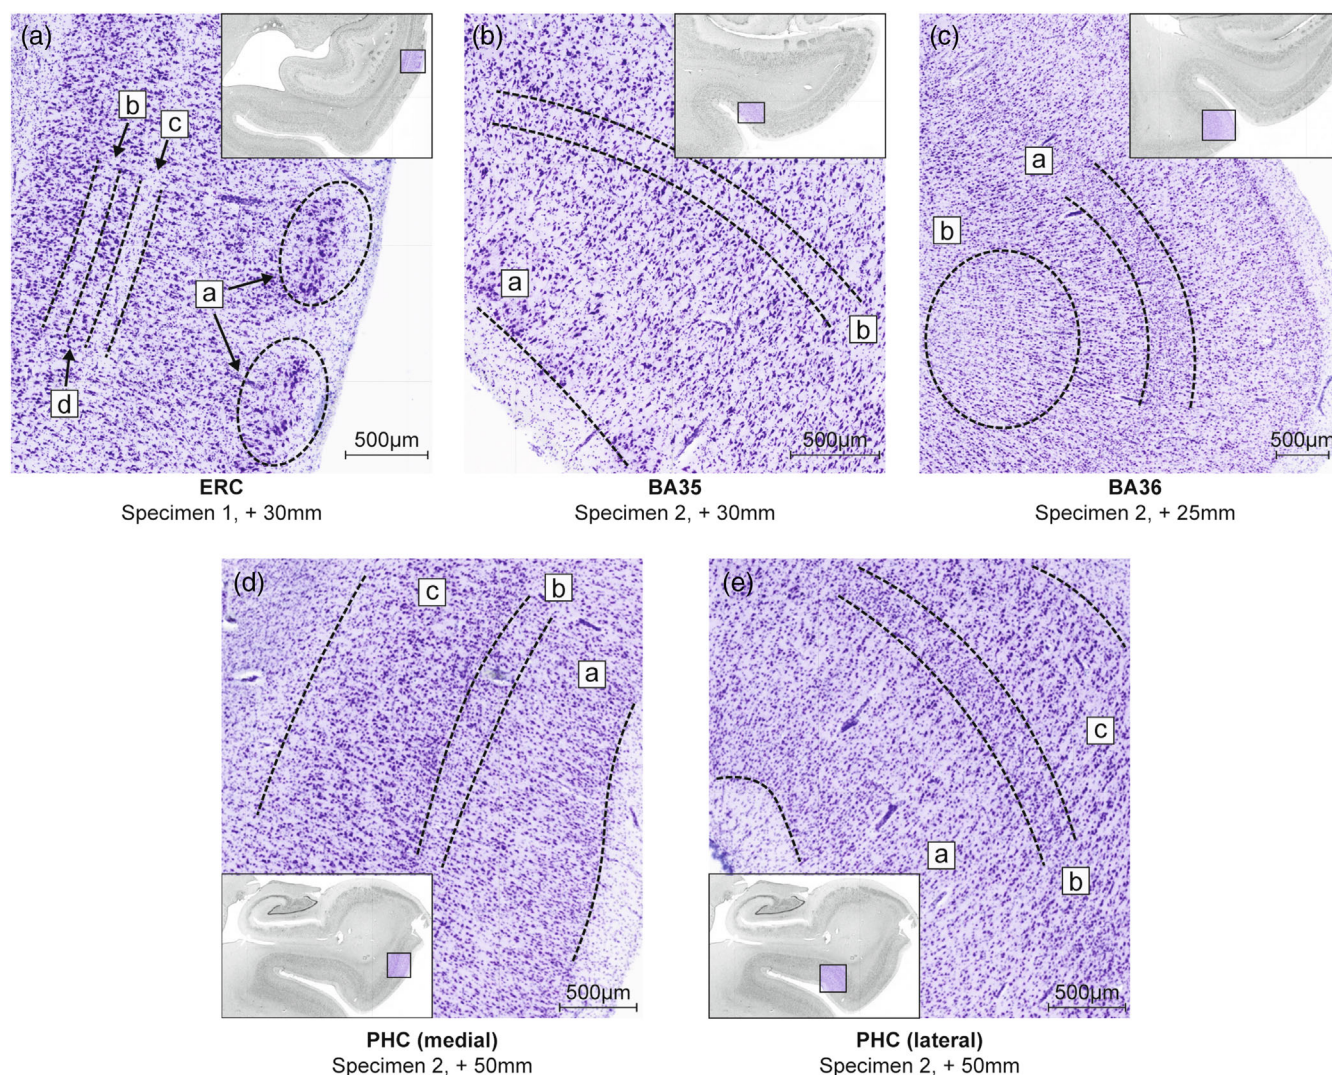 (a)
b
c
a
d
500µm
ERC
Specimen 1, + 30mm
(b)
a
b
500µm
BA35
Specimen 2, + 30mm
(c)
a
b
500µm
BA36
Specimen 2, + 25mm
(d)
c
b
a
500µm
PHC (medial)
Specimen 2, + 50mm
(e)
c
a
b
500µm
PHC (lateral)
Specimen 2, + 50mm